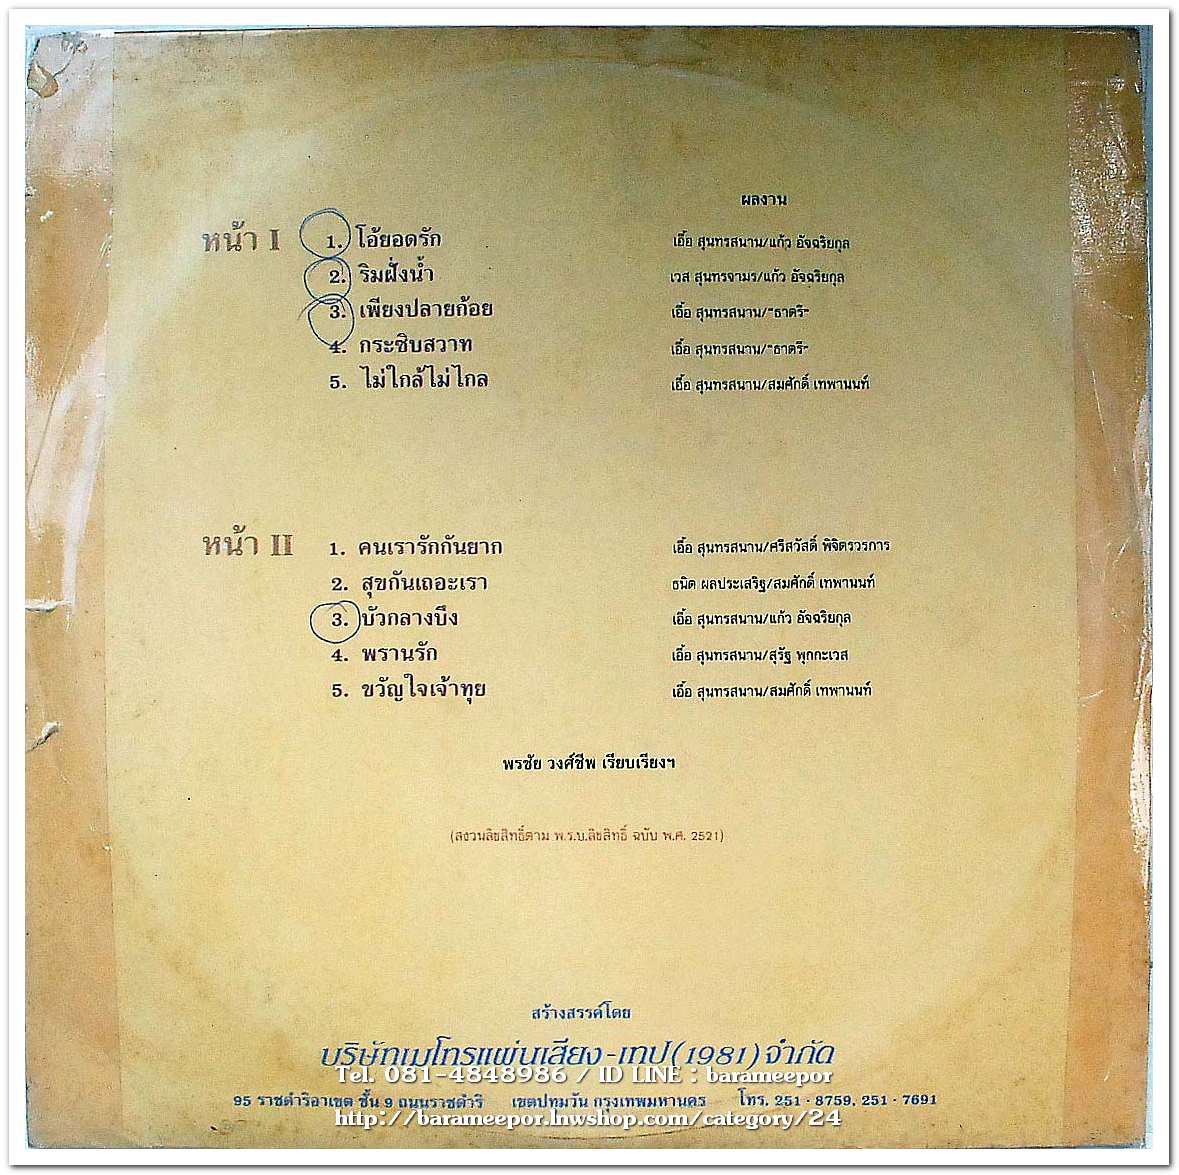 ผลงาน
หน้า I 1. โอ้ยอดรัก เอื้อ สุนทรสนาน/แก้ว อัจฉริยกุล
2. ริมฝั่งน้ำ เวส สุนทรจามร/แก้ว อัจฉริยกุล
3. เพียงปลายก้อย เอื้อ สุนทรสนาน/"ธาตรี"
4. กระซิบสวาท เอื้อ สุนทรสนาน/"ธาตรี"
5. ไม่ใกล้ไม่ไกล เอื้อ สุนทรสนาน/สมศักดิ์ เทพานนท์
หน้า II 1. คนเรารักกันยาก เอื้อ สุนทรสนาน/ศรีสวัสดิ์ พิจิตรวรการ
2. สุขกันเถอะเรา ธนิต ผลประเสริฐ/สมศักดิ์ เทพานนท์
3. บัวกลางบึง เอื้อ สุนทรสนาน/แก้ว อัจฉริยกุล
4. พรานรัก เอื้อ สุนทรสนาน/สุรัฐ พุกกะเวส
5. ขวัญใจเจ้าทุย เอื้อ สุนทรสนาน/สมศักดิ์ เทพานนท์
พรชัย วงศ์ชีพ เรียบเรียงฯ
(สงวนลิขสิทธิ์ตาม พ.ร.บ.ลิขสิทธิ์ ฉบับ พ.ศ. 2521)
สร้างสรรค์โดย
บริษัทเมโทรแผ่นเสียง-เทป(1981)จำกัด
Tel. 081-4848986 / ID LINE : barameepor
95 ราชดำริอาเขต ชั้น 9 ถนนราชดำริ เขตปทุมวัน กรุงเทพมหานคร โทร. 251-8759, 251-7691
http://barameepor.lnwshop.com/category/24